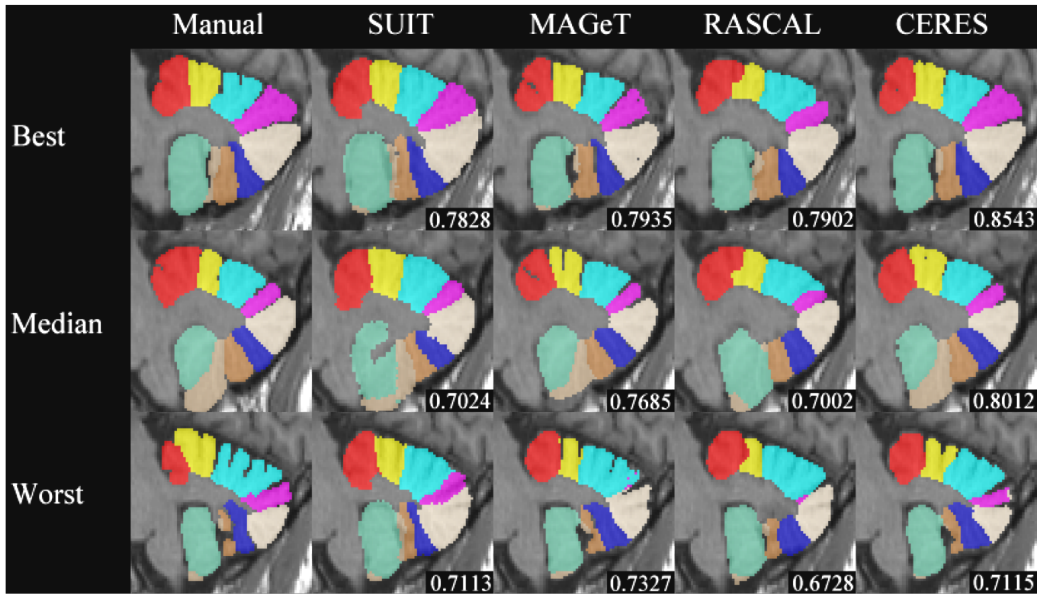 Manual SUIT MAGeT RASCAL CERES
Best
0.7828 0.7935 0.7902 0.8543
Median
0.7024 0.7685 0.7002 0.8012
Worst
0.7113 0.7327 0.6728 0.7115